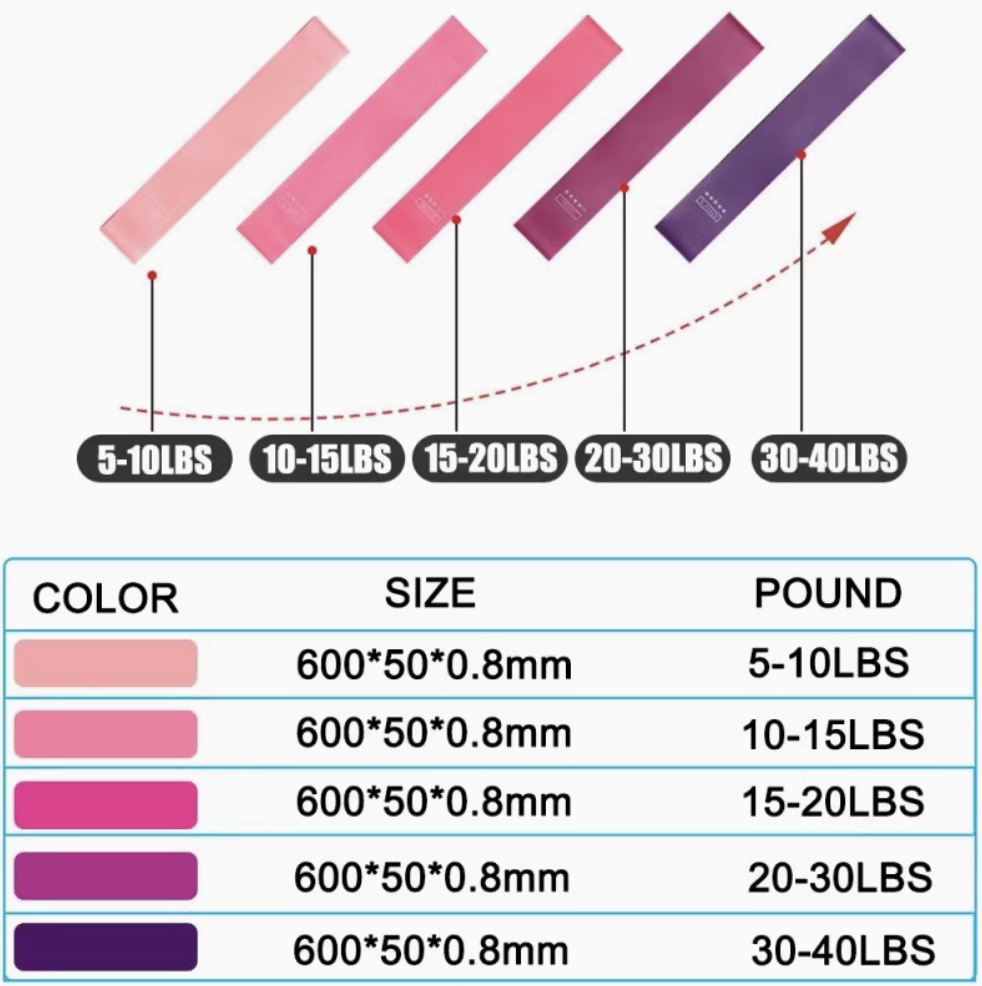 5-10LBS 10-15LBS 15-20LBS 20-30LBS 30-40LBS
COLOR SIZE POUND
600*50*0.8mm 5-10LBS
600*50*0.8mm 10-15LBS
600*50*0.8mm 15-20LBS
600*50*0.8mm 20-30LBS
600*50*0.8mm 30-40LBS